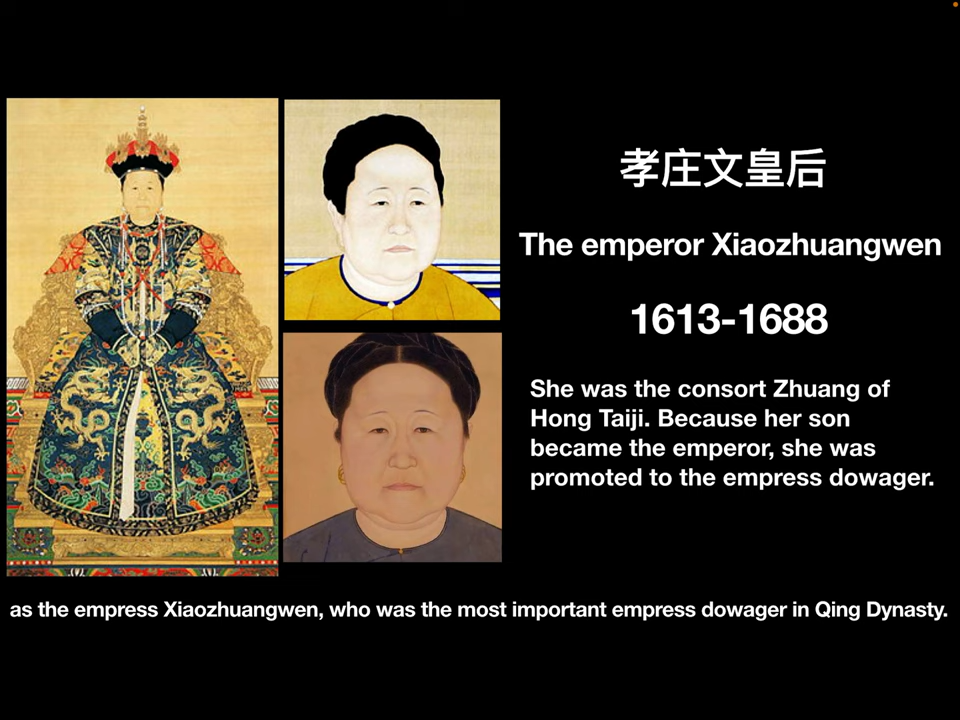 孝庄文皇后
The emperor Xiaozhuangwen
1613-1688
She was the consort Zhuang of
Hong Taiji. Because her son
became the emperor, she was
promoted to the empress dowager.
as the empress Xiaozhuangwen, who was the most important empress dowager in Qing Dynasty.